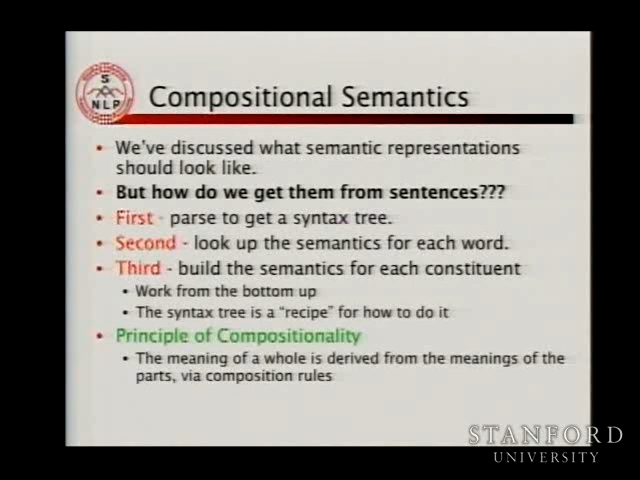 S
NLP
Compositional Semantics
• We've discussed what semantic representations
should look like.
• But how do we get them from sentences???
• First - parse to get a syntax tree.
• Second - look up the semantics for each word.
• Third - build the semantics for each constituent
• Work from the bottom up
• The syntax tree is a "recipe" for how to do it
• Principle of Compositionality
• The meaning of a whole is derived from the meanings of the
parts, via composition rules
STANFORD
UNIVERSITY